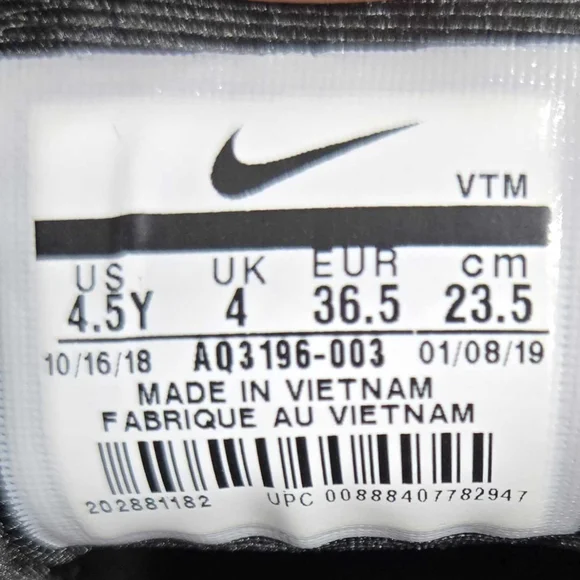 VTM
US UK EUR cm
4.5Y 4 36.5 23.5
10/16/18 AQ3196-003 01/08/19
MADE IN VIETNAM
FABRIQUE AU VIETNAM
202881182 UPC 00888407782947